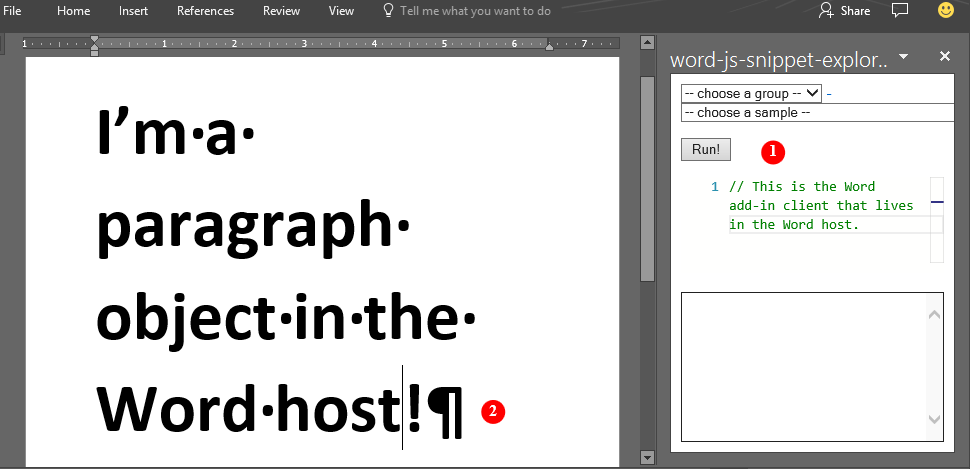 File Home Insert References Review View Tell me what you want to do Share
1 1 2 3 4 5 6 7
word-js-snippet-explor..
-- choose a group -- -
-- choose a sample --
Run! 1
1 // This is the Word
add-in client that lives
in the Word host.
I’m·a·
paragraph·
object·in·the·
Word·host!¶ 2